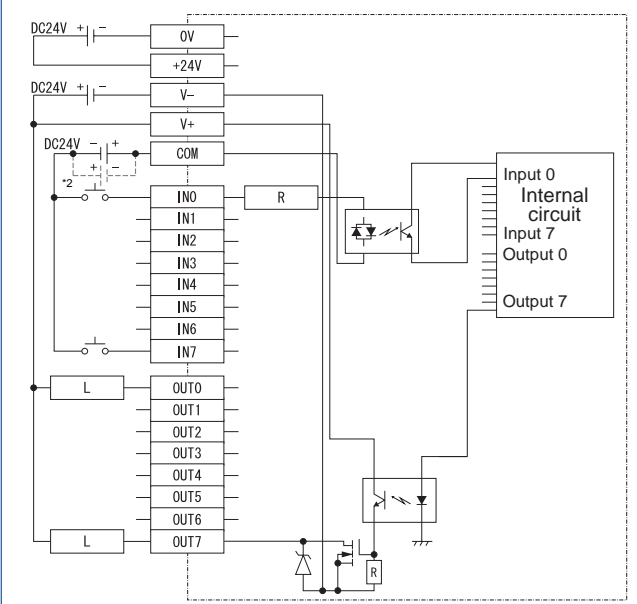 DC24V + -
0V
+24V
DC24V + -
V-
V+
DC24V - +
COM
+ -
*2
IN0
R
IN1
IN2
IN3
IN4
IN5
IN6
IN7
Input 0
Internal
circuit
Input 7
Output 0
Output 7
L
OUT0
OUT1
OUT2
OUT3
OUT4
OUT5
OUT6
L
OUT7
R